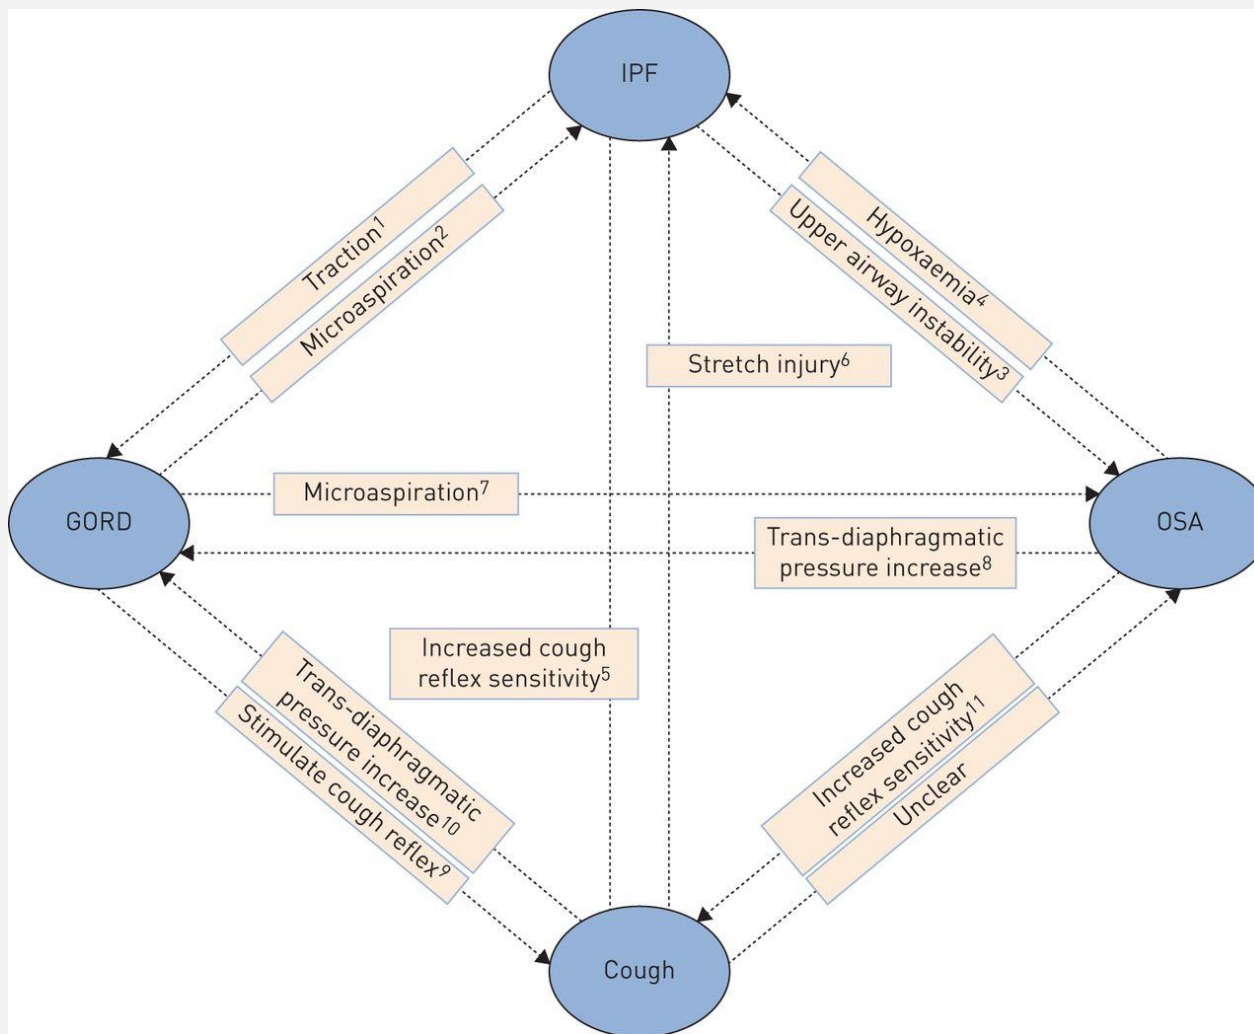 IPF
Traction¹
Microaspiration²
Hypoxaemia⁴
Upper airway instability³
Stretch injury⁶
GORD
Microaspiration⁷
OSA
Trans-diaphragmatic
pressure increase⁸
Increased cough
reflex sensitivity⁵
Trans-diaphragmatic
pressure increase¹⁰
Stimulate cough reflex⁹
Increased cough
reflex sensitivity¹¹
Unclear
Cough